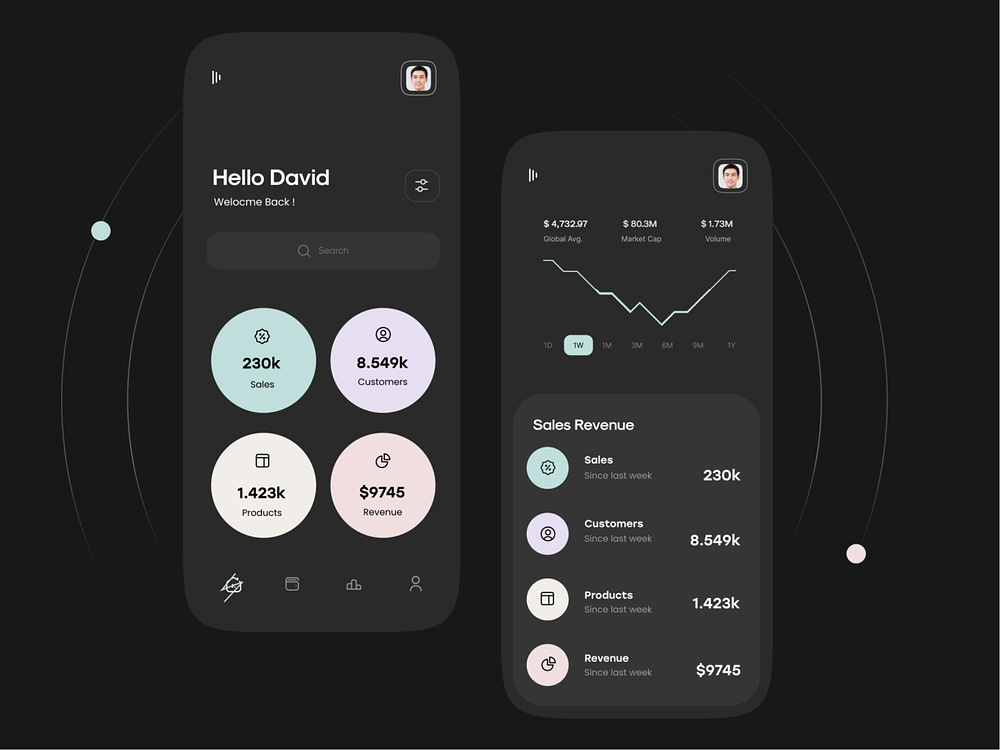 Hello David
Welocme Back !
Search
230k
Sales
8.549k
Customers
1.423k
Products
$9745
Revenue
$ 4,732.97 $ 80.3M $ 1.73M
Global Avg. Market Cap Volume
1D 1W 1M 3M 6M 9M 1Y
Sales Revenue
Sales
Since last week
230k
Customers
Since last week
8.549k
Products
Since last week
1.423k
Revenue
Since last week
$9745